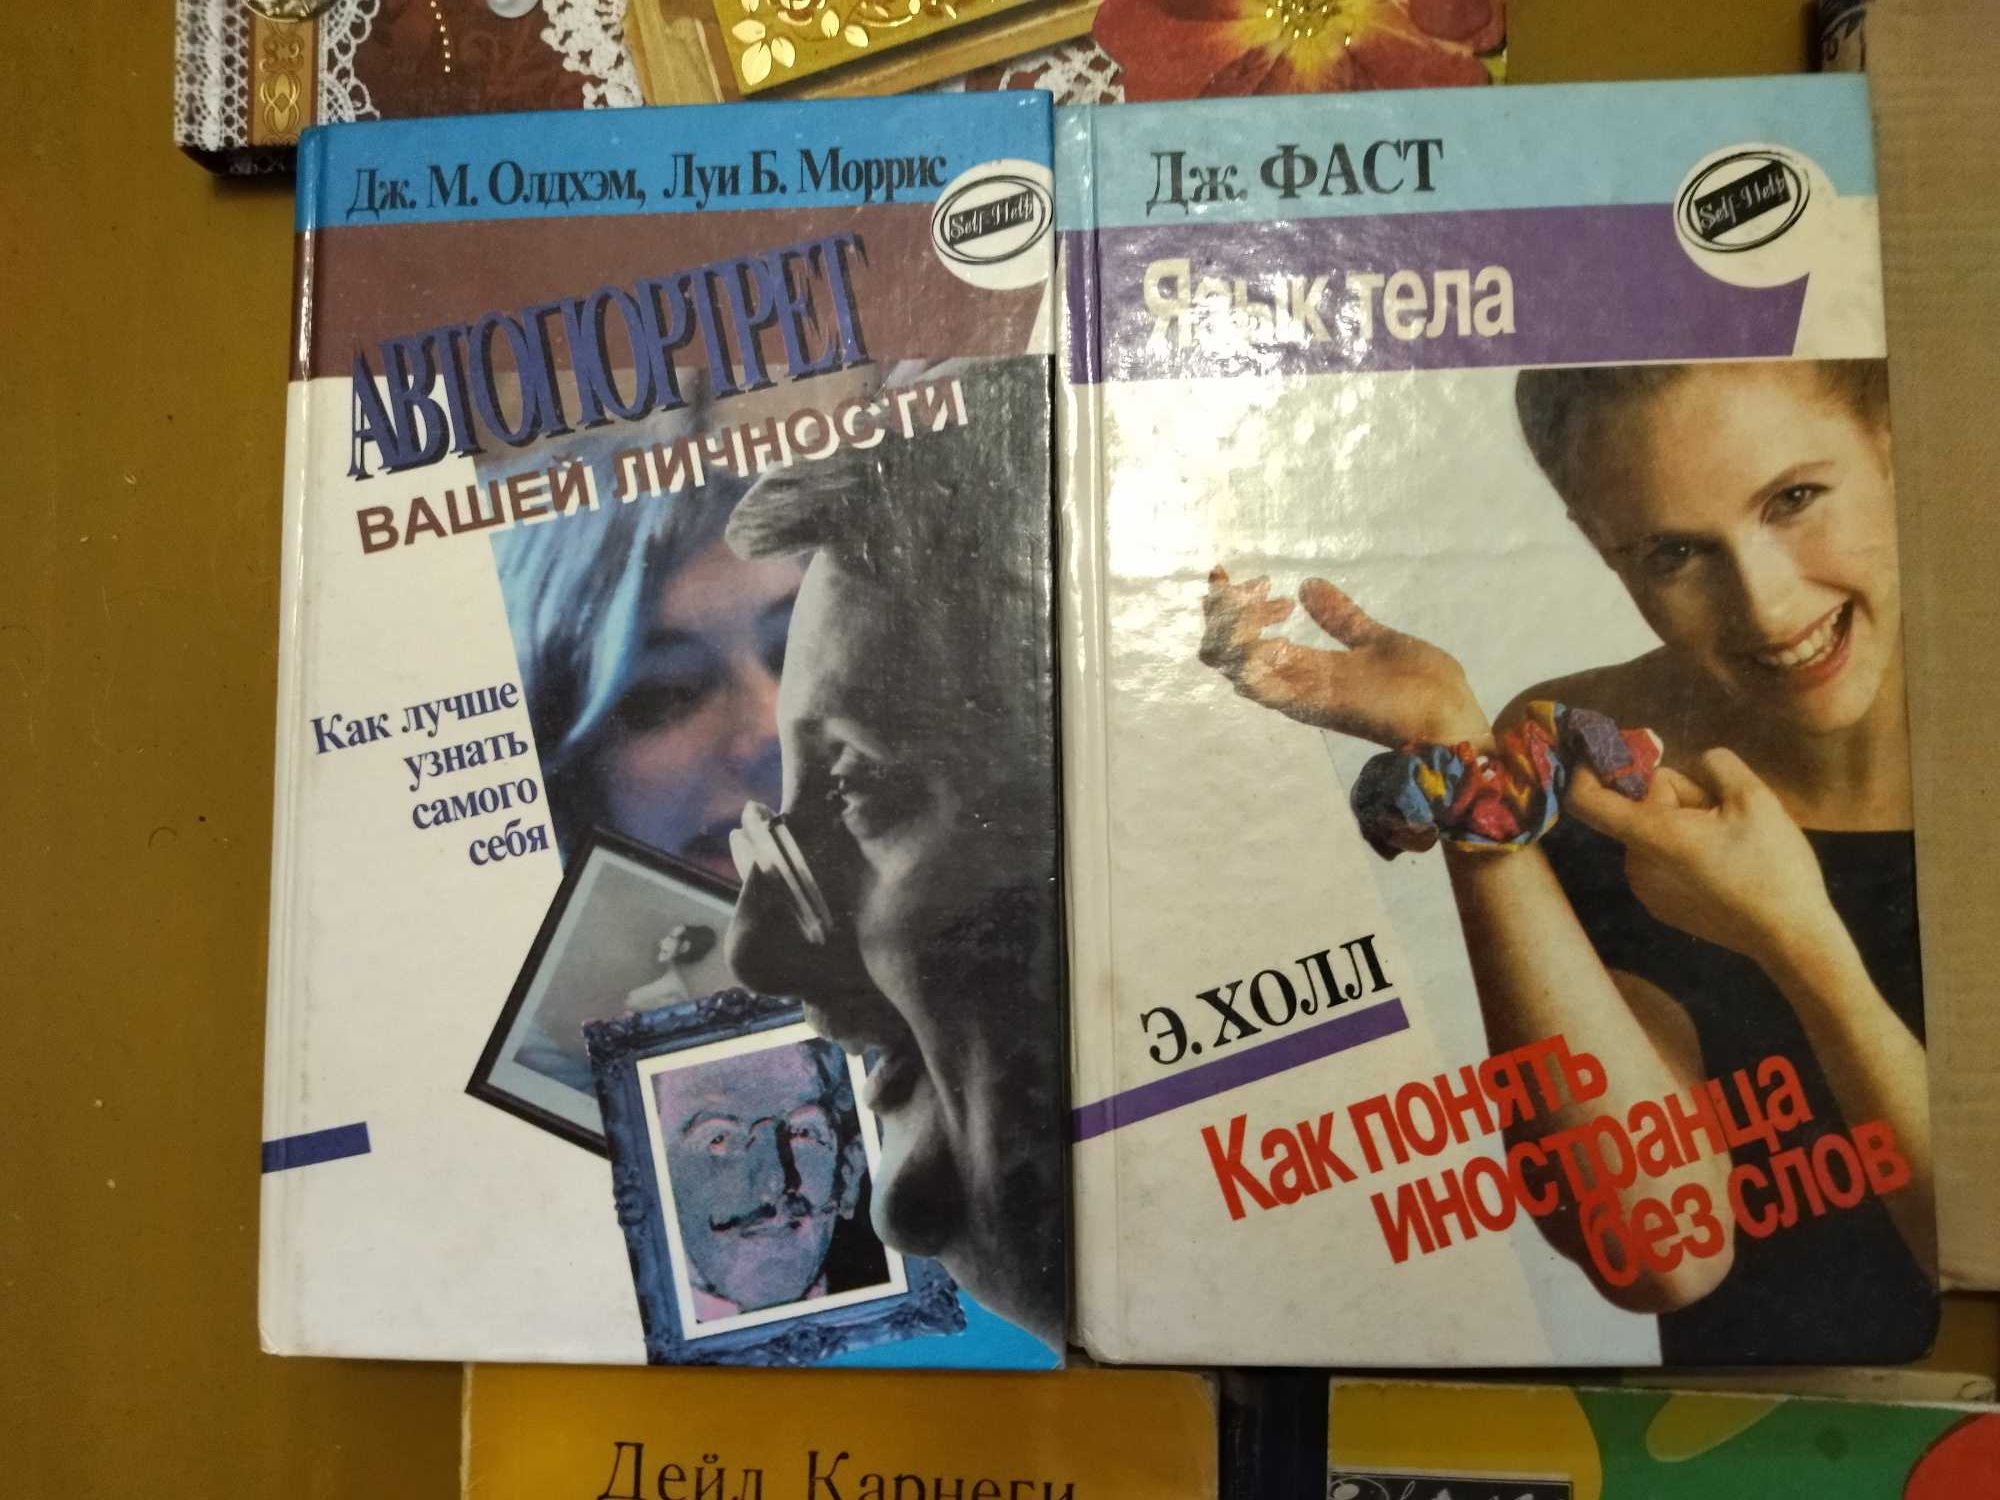 Дж. М. Олдхэм, Луи Б. Моррис
Self-Help
АВТОПОРТРЕТ
ВАШЕЙ ЛИЧНОСТИ
Как лучше
узнать
самого
себя
Дж. ФАСТ
Self-Help
Язык тела
Э. ХОЛЛ
Как понять
иностранца
без слов
Дейл Карнеги